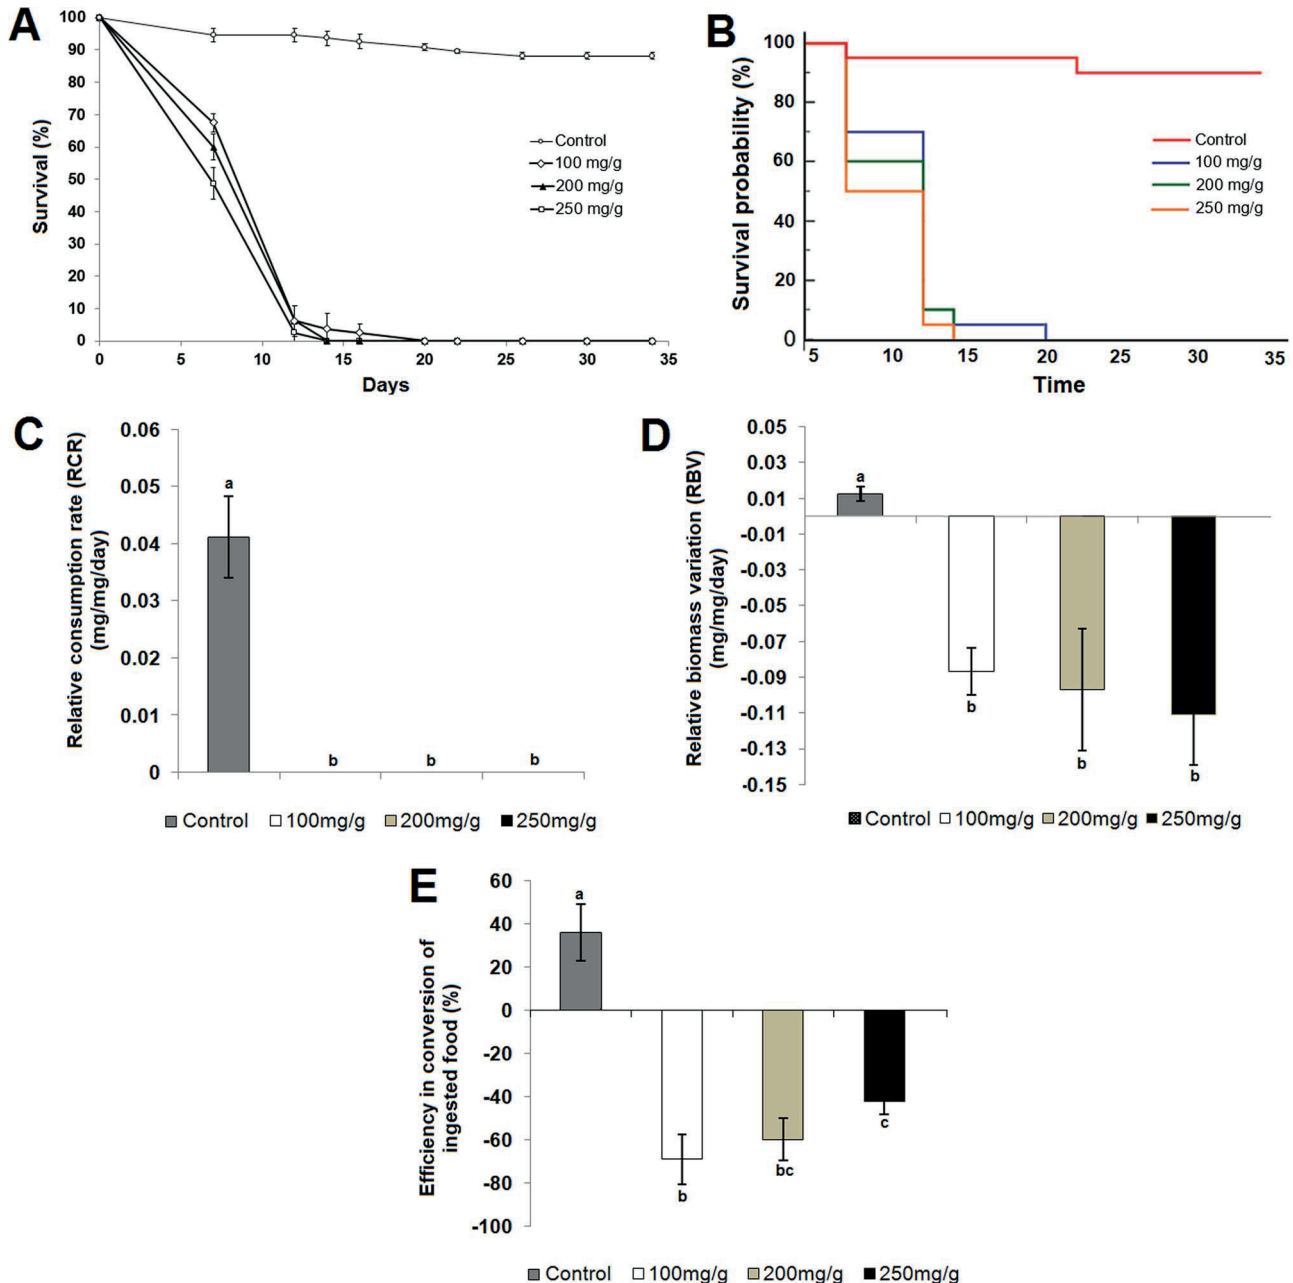 A
100
90
80
70
60
50
40
30
20
10
0
Survival (%)
0 5 10 15 20 25 30 35
Days
Control
100 mg/g
200 mg/g
250 mg/g
B
100
80
60
40
20
0
Survival probability (%)
5 10 15 20 25 30 35
Time
Control
100 mg/g
200 mg/g
250 mg/g
C
0.06
0.05
0.04
0.03
0.02
0.01
0
Relative consumption rate (RCR)
(mg/mg/day)
a
b b b
Control 100mg/g 200mg/g 250mg/g
D
0.05
0.03
0.01
-0.01
-0.03
-0.05
-0.07
-0.09
-0.11
-0.13
-0.15
Relative biomass variation (RBV)
(mg/mg/day)
a
b
b
b
Control 100mg/g 200mg/g 250mg/g
E
60
40
20
0
-20
-40
-60
-80
-100
Efficiency in conversion of
ingested food (%)
a
b
bc
c
Control 100mg/g 200mg/g 250mg/g